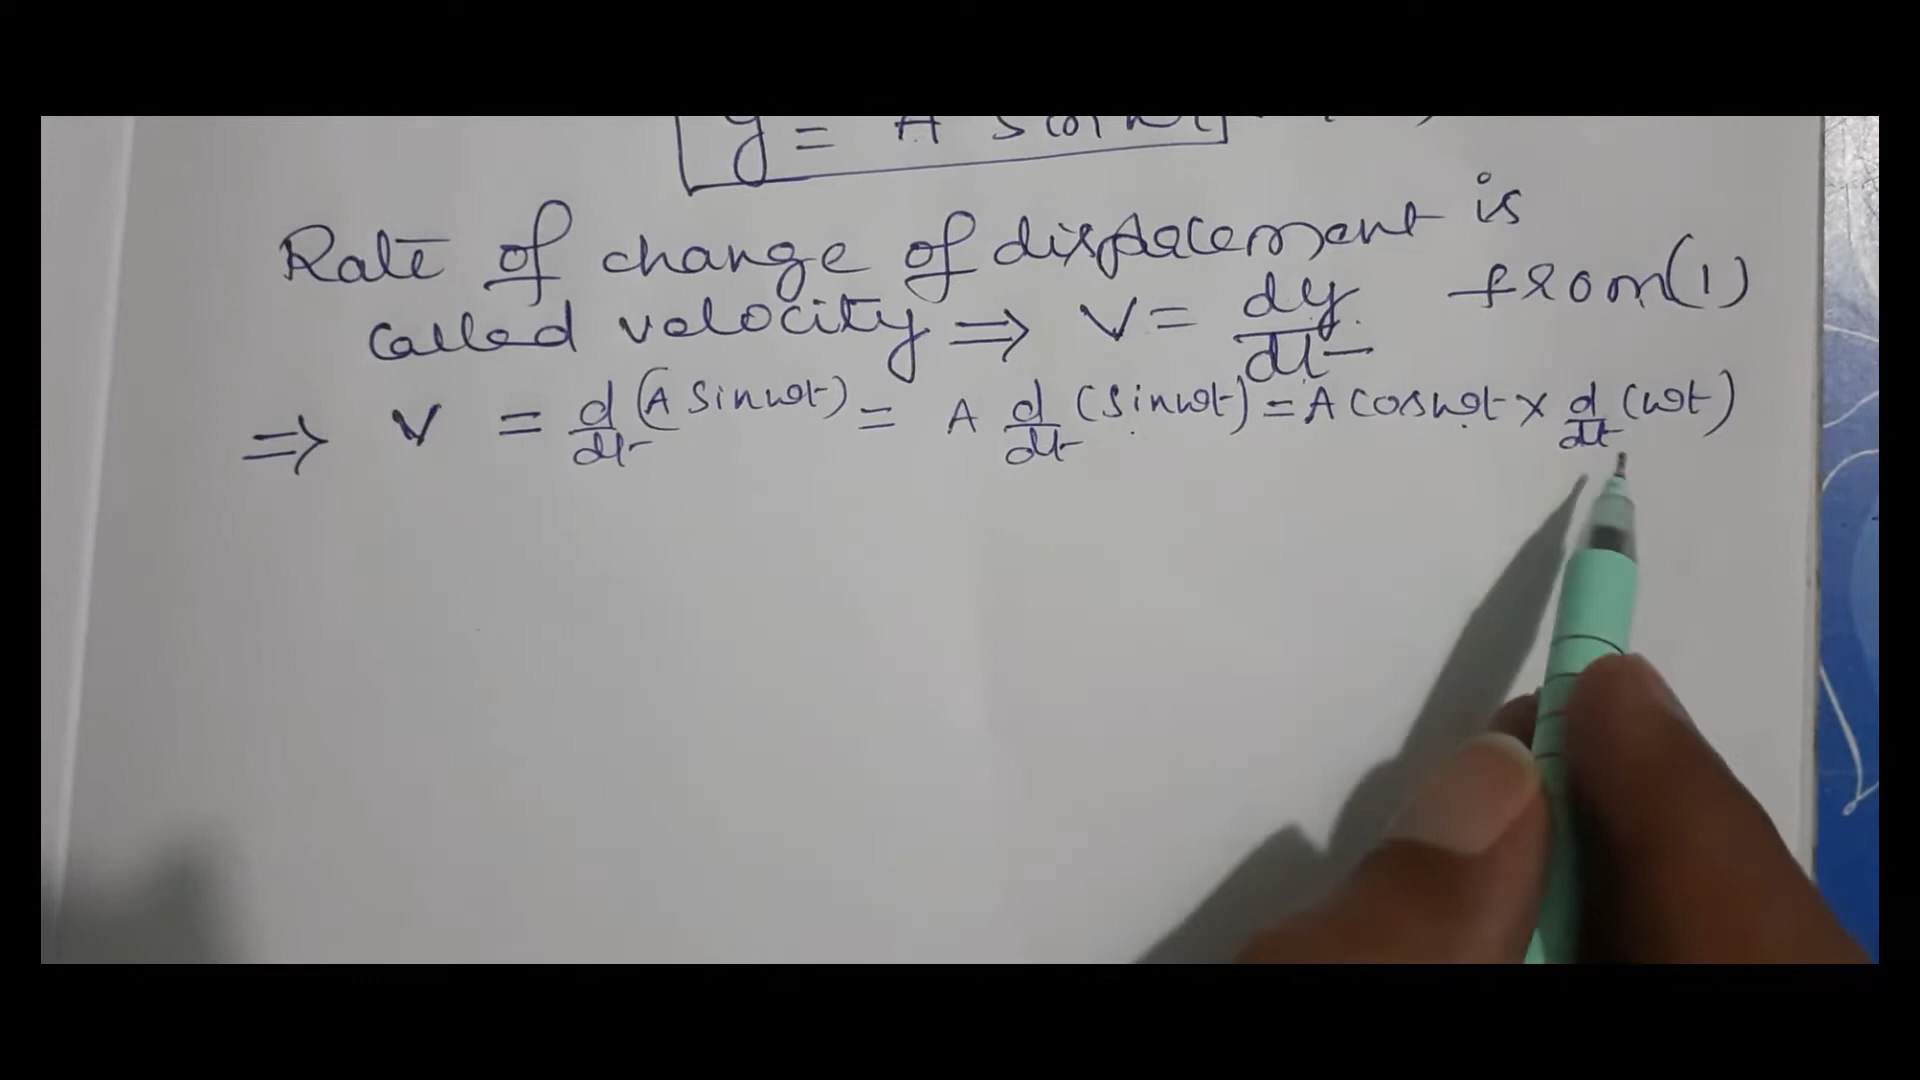 y = A sinωt
Rate of change of displacement is
called velocity ⇒ V = dy/dt from (1)
⇒ V = d/dt (A sinωt) = A d/dt (sinωt) = A cosωt × d/dt (ωt)